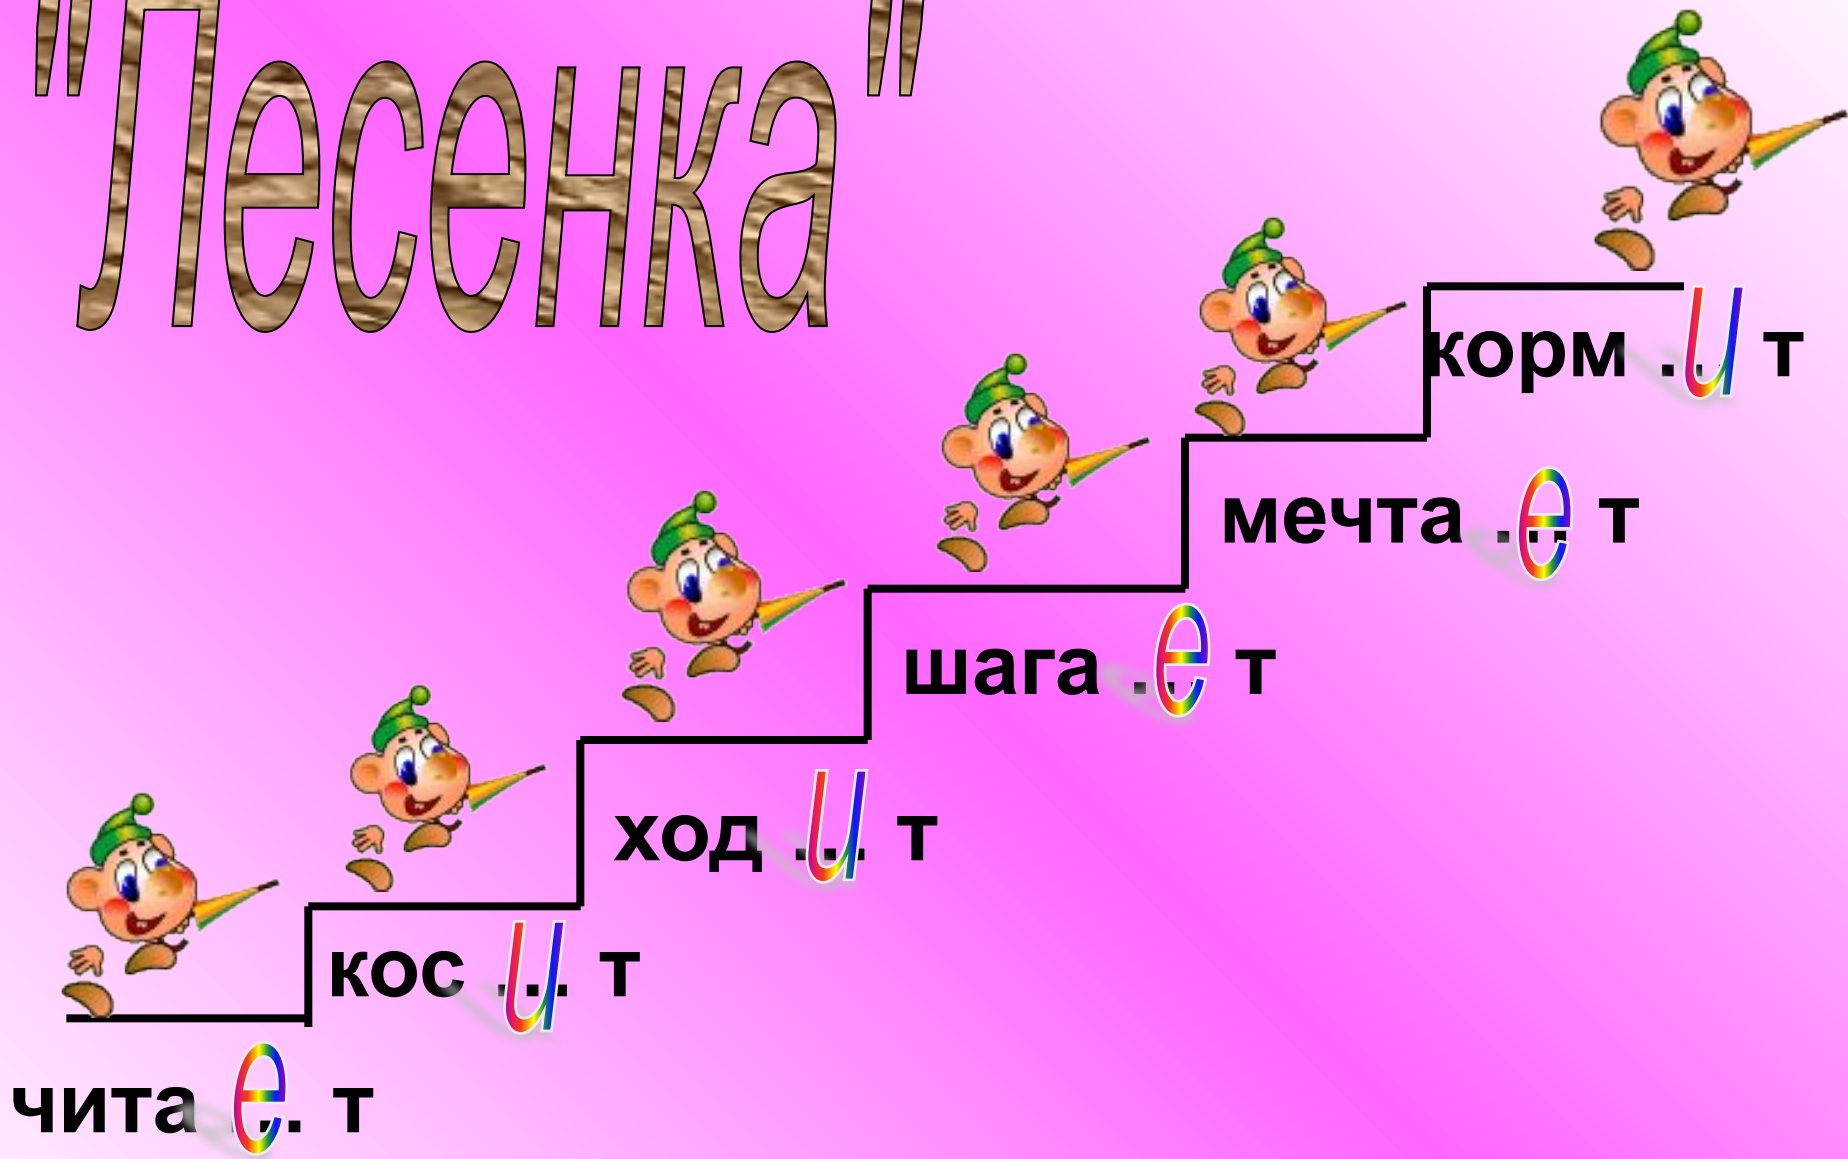 "Лесенка"
корм и т
мечта е т
шага е т
ход и т
кос и т
чита е т